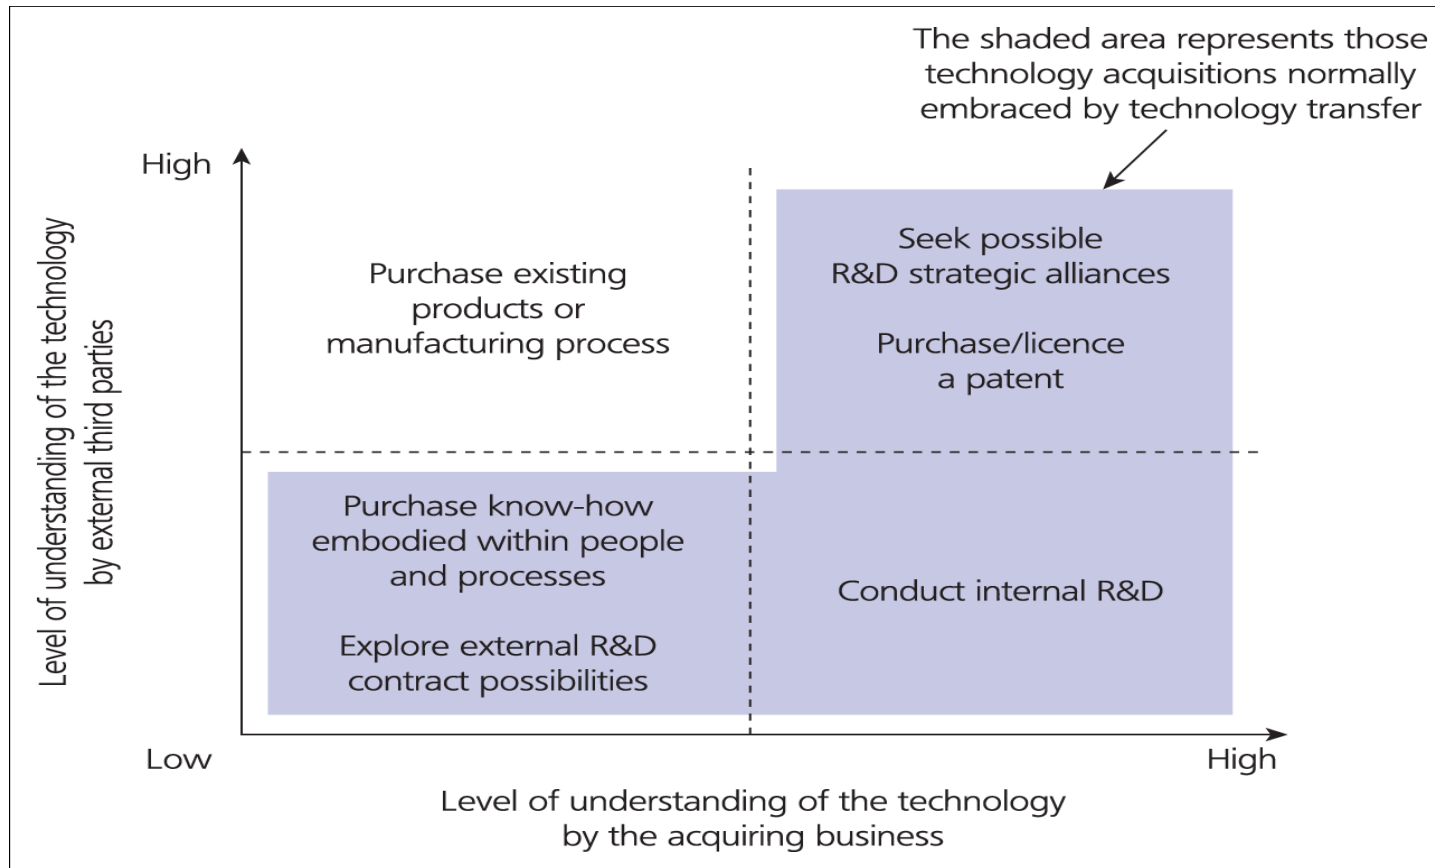 The shaded area represents those
technology acquisitions normally
embraced by technology transfer
High
Level of understanding of the technology
by external third parties
Purchase existing
products or
manufacturing process
Seek possible
R&D strategic alliances
Purchase/licence
a patent
Purchase know-how
embodied within people
and processes
Explore external R&D
contract possibilities
Conduct internal R&D
Low
High
Level of understanding of the technology
by the acquiring business